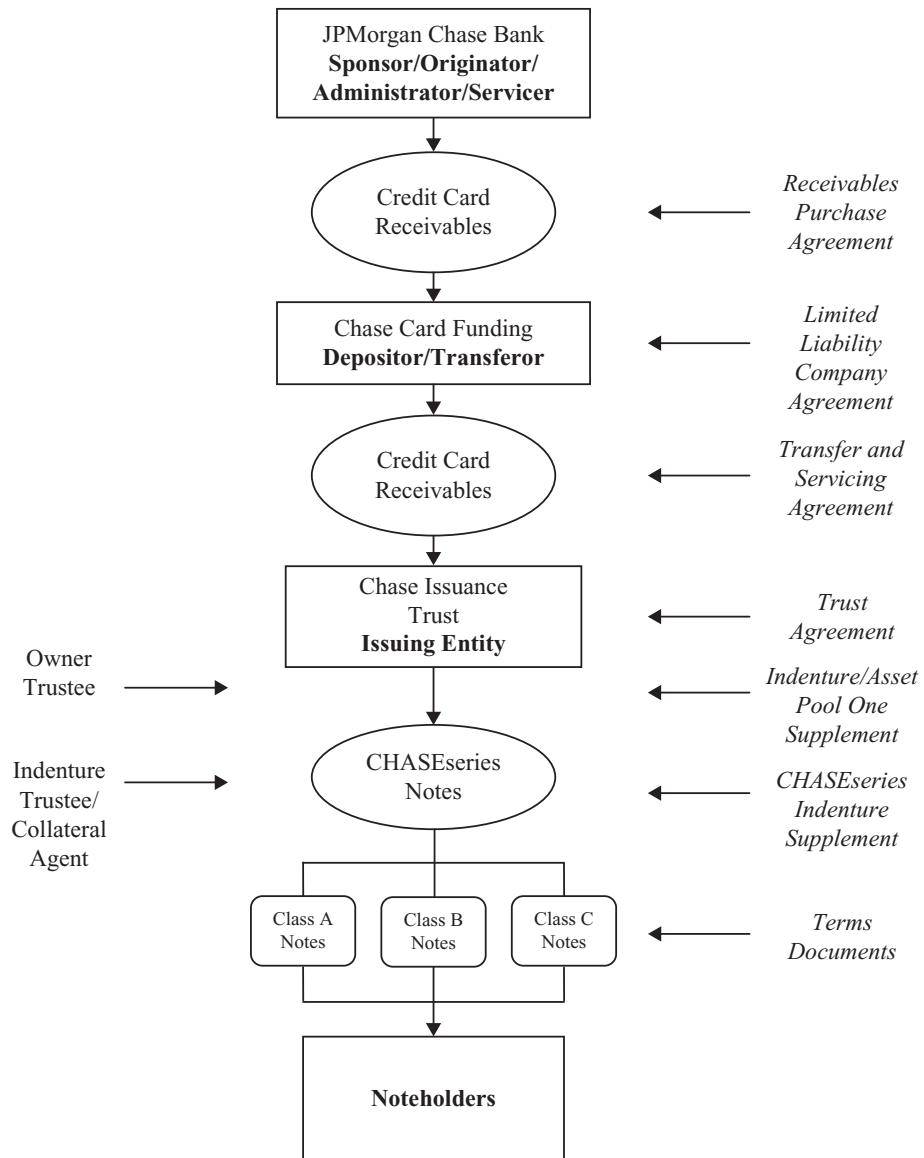 JPMorgan Chase Bank
Sponsor/Originator/
Administrator/Servicer
Credit Card
Receivables
Receivables
Purchase
Agreement
Chase Card Funding
Depositor/Transferor
Limited
Liability
Company
Agreement
Credit Card
Receivables
Transfer and
Servicing
Agreement
Chase Issuance
Trust
Issuing Entity
Trust
Agreement
Owner
Trustee
Indenture/Asset
Pool One
Supplement
Indenture
Trustee/
Collateral
Agent
CHASEseries
Notes
CHASEseries
Indenture
Supplement
Class A
Notes
Class B
Notes
Class C
Notes
Terms
Documents
Noteholders